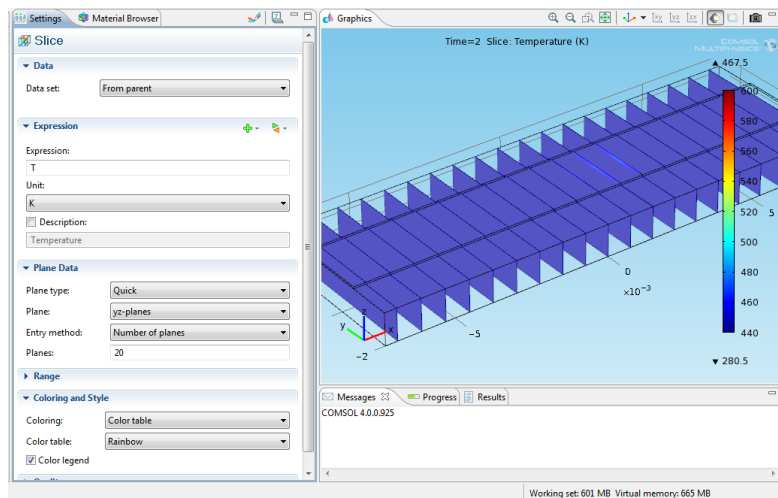 Settings Material Browser
Slice
Data
Data set: From parent
Expression
Expression:
T
Unit:
K
Description:
Temperature
Plane Data
Plane type: Quick
Plane: yz-planes
Entry method: Number of planes
Planes: 20
Range
Coloring and Style
Coloring: Color table
Color table: Rainbow
Color legend
Graphics
xy yz zx
Time=2 Slice: Temperature (K)
COMSOL
MULTIPHYSICS
▲ 467.5
600
580
560
540
520
500
480
460
440
▼ 280.5
5
0
×10⁻³
−5
−2
z
y
x
Messages Progress Results
COMSOL 4.0.0.925
Working set: 601 MB Virtual memory: 665 MB